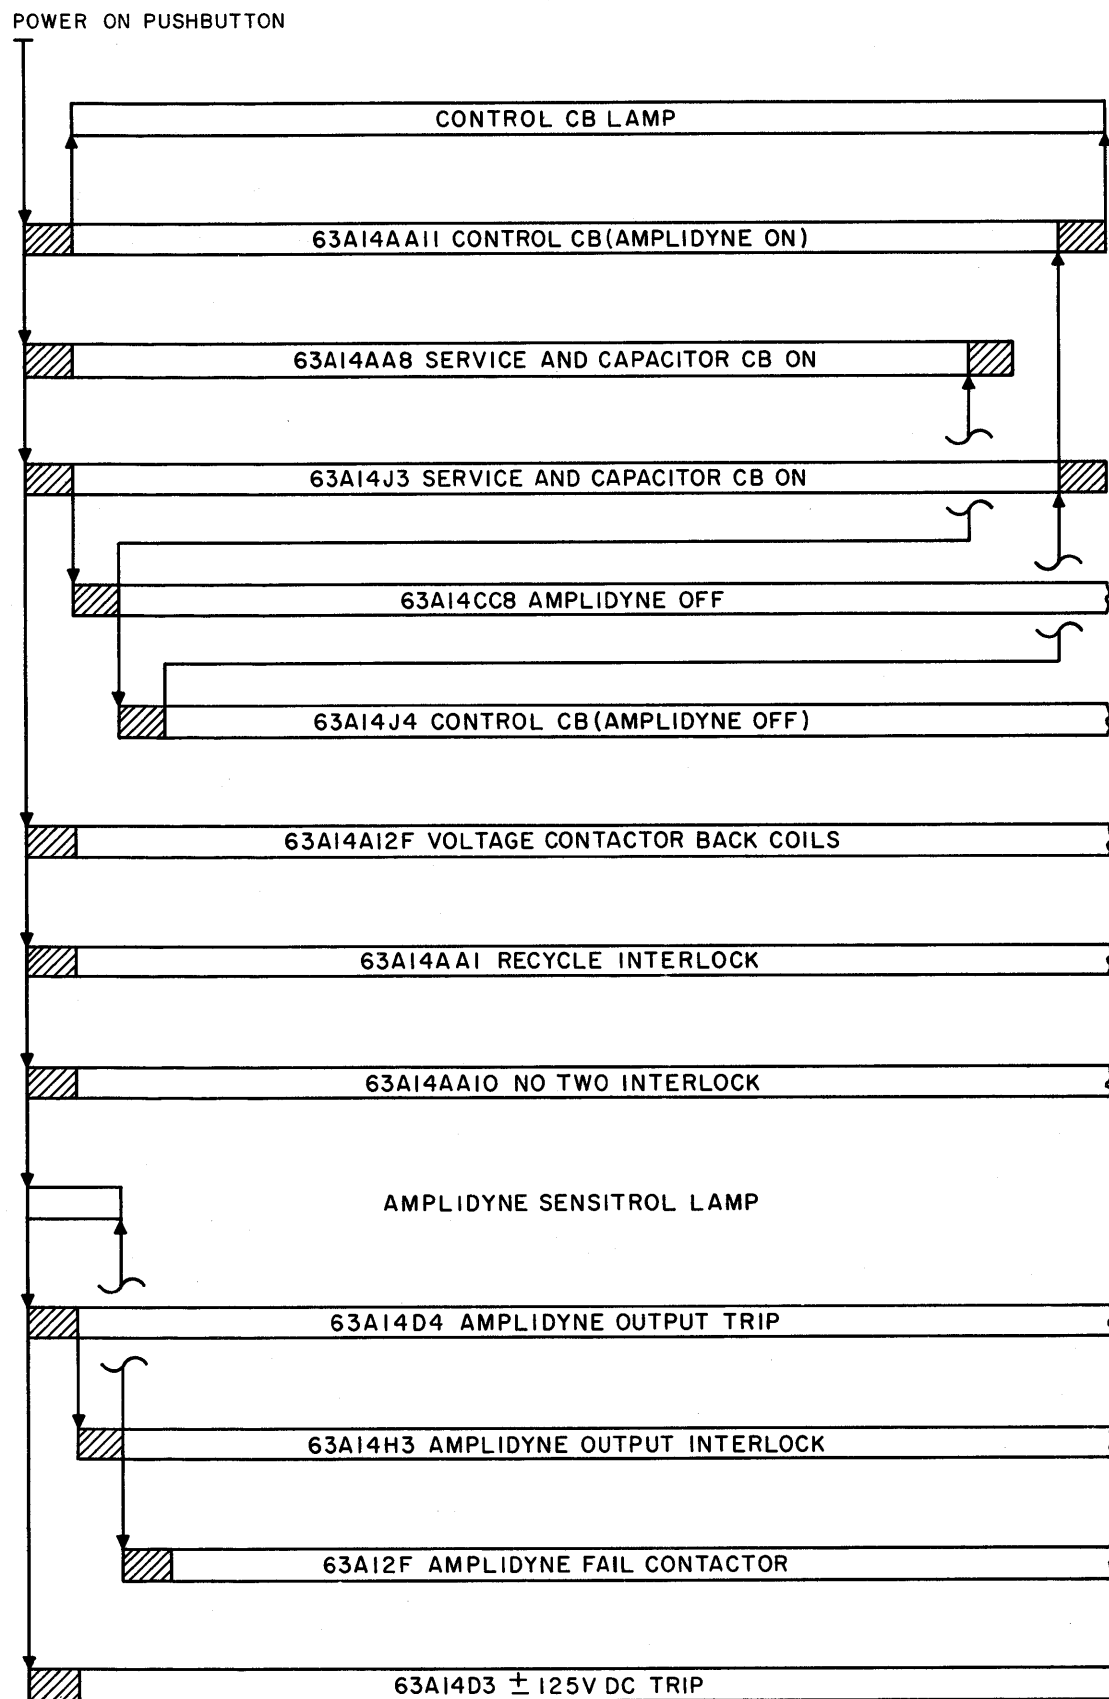 POWER ON PUSHBUTTON
CONTROL CB LAMP
63A14AA11 CONTROL CB(AMPLIDYNE ON)
63A14AA8 SERVICE AND CAPACITOR CB ON
63A14J3 SERVICE AND CAPACITOR CB ON
63A14CC8 AMPLIDYNE OFF
63A14J4 CONTROL CB(AMPLIDYNE OFF)
63A14A12F VOLTAGE CONTACTOR BACK COILS
63A14AA1 RECYCLE INTERLOCK
63A14AA10 NO TWO INTERLOCK
AMPLIDYNE SENSITROL LAMP
63A14D4 AMPLIDYNE OUTPUT TRIP
63A14H3 AMPLIDYNE OUTPUT INTERLOCK
63A12F AMPLIDYNE FAIL CONTACTOR
63A14D3 ± 125V DC TRIP